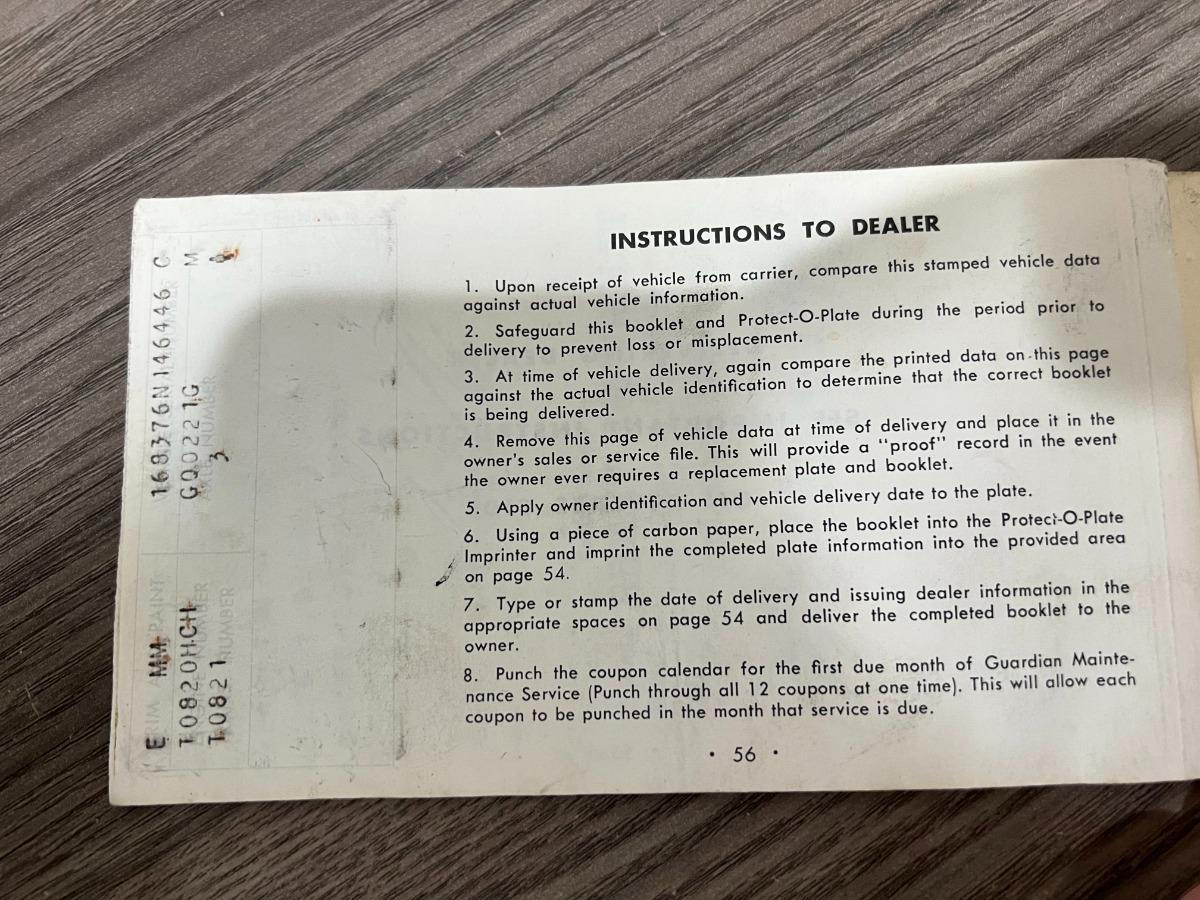 INSTRUCTIONS TO DEALER
1. Upon receipt of vehicle from carrier, compare this stamped vehicle data
against actual vehicle information.
2. Safeguard this booklet and Protect-O-Plate during the period prior to
delivery to prevent loss or misplacement.
3. At time of vehicle delivery, again compare the printed data on this page
against the actual vehicle identification to determine that the correct booklet
is being delivered.
4. Remove this page of vehicle data at time of delivery and place it in the
owner's sales or service file. This will provide a "proof" record in the event
the owner ever requires a replacement plate and booklet.
5. Apply owner identification and vehicle delivery date to the plate.
6. Using a piece of carbon paper, place the booklet into the Protect-O-Plate
Imprinter and imprint the completed plate information into the provided area
on page 54.
7. Type or stamp the date of delivery and issuing dealer information in the
appropriate spaces on page 54 and deliver the completed booklet to the
owner.
8. Punch the coupon calendar for the first due month of Guardian Mainte-
nance Service (Punch through all 12 coupons at one time). This will allow each
coupon to be punched in the month that service is due.
• 56 •
E MM 168376N146446 C
T0820HCH G00221G M
T0821 3